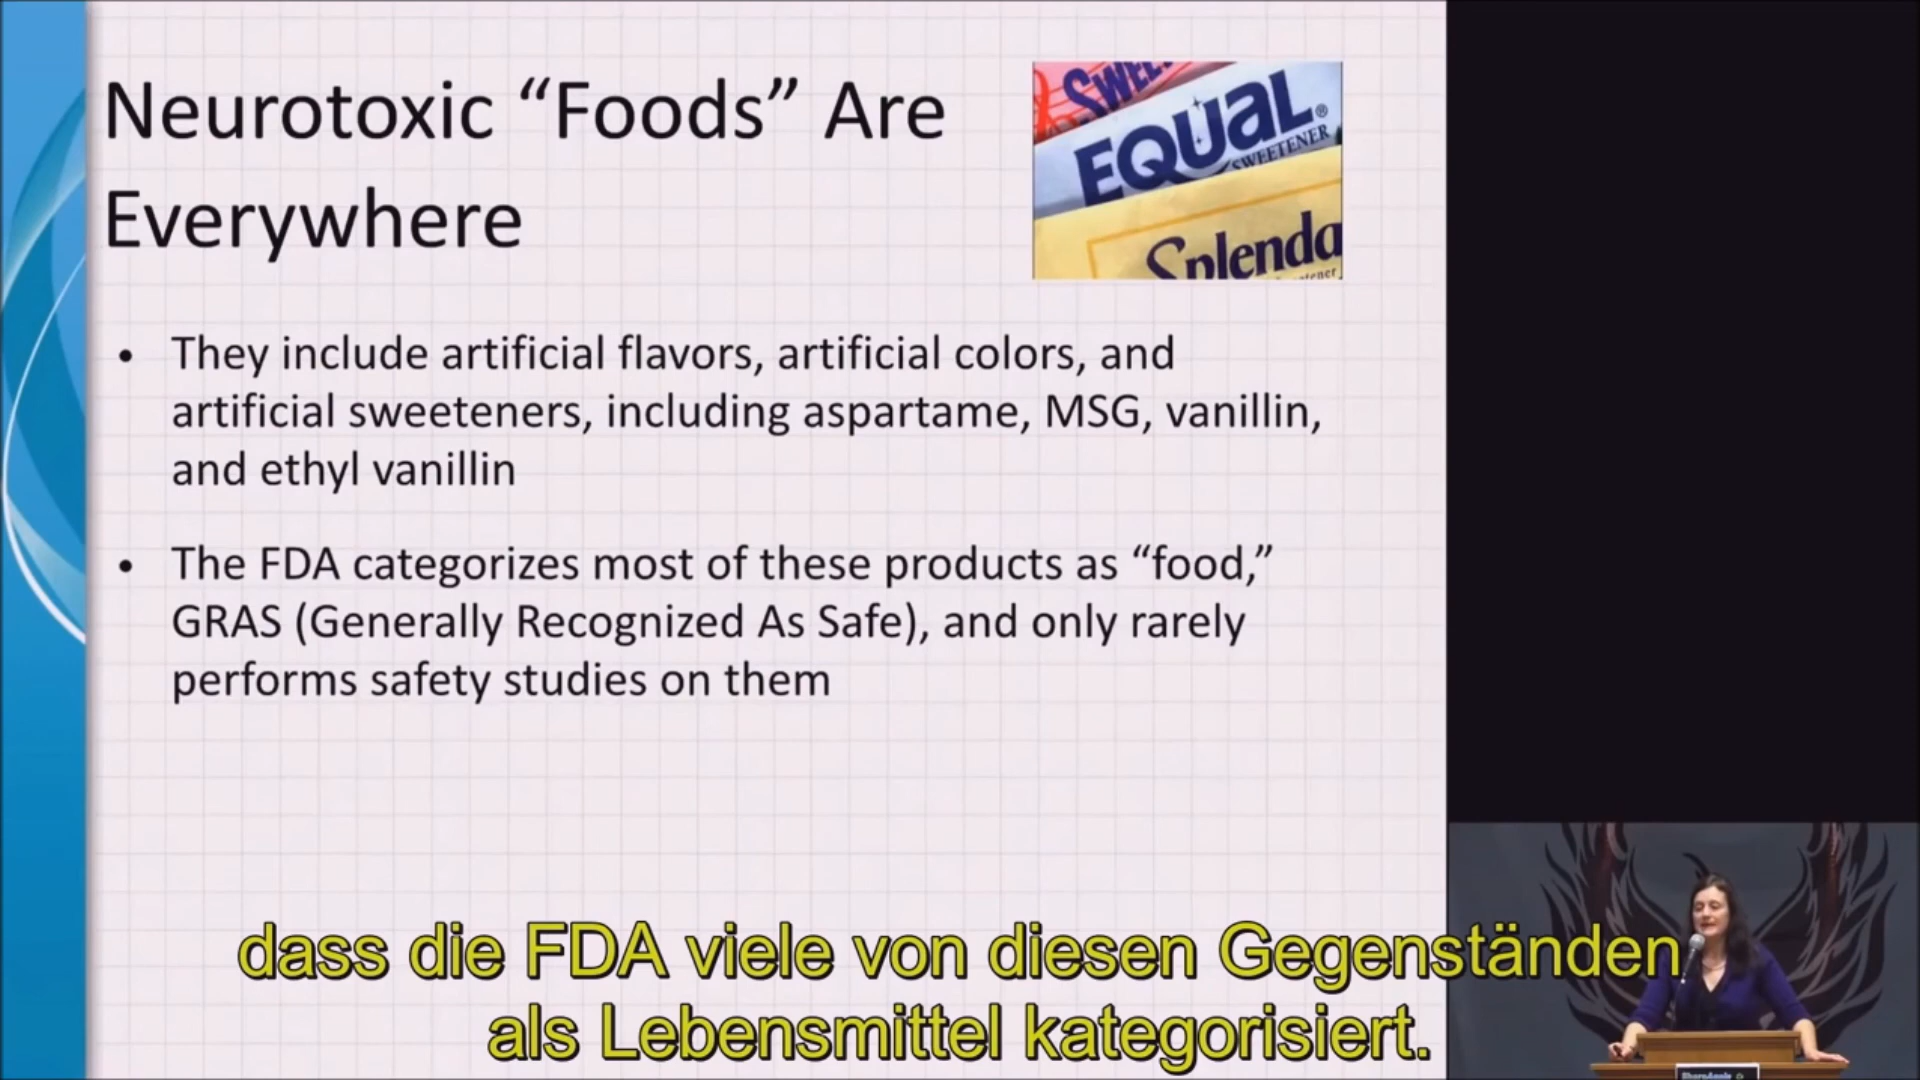 Neurotoxic “Foods” Are
Everywhere
SWEE
EQUAL®
SWEETENER
Splenda
• They include artificial flavors, artificial colors, and
artificial sweeteners, including aspartame, MSG, vanillin,
and ethyl vanillin
• The FDA categorizes most of these products as “food,”
GRAS (Generally Recognized As Safe), and only rarely
performs safety studies on them
dass die FDA viele von diesen Gegenständen
als Lebensmittel kategorisiert.